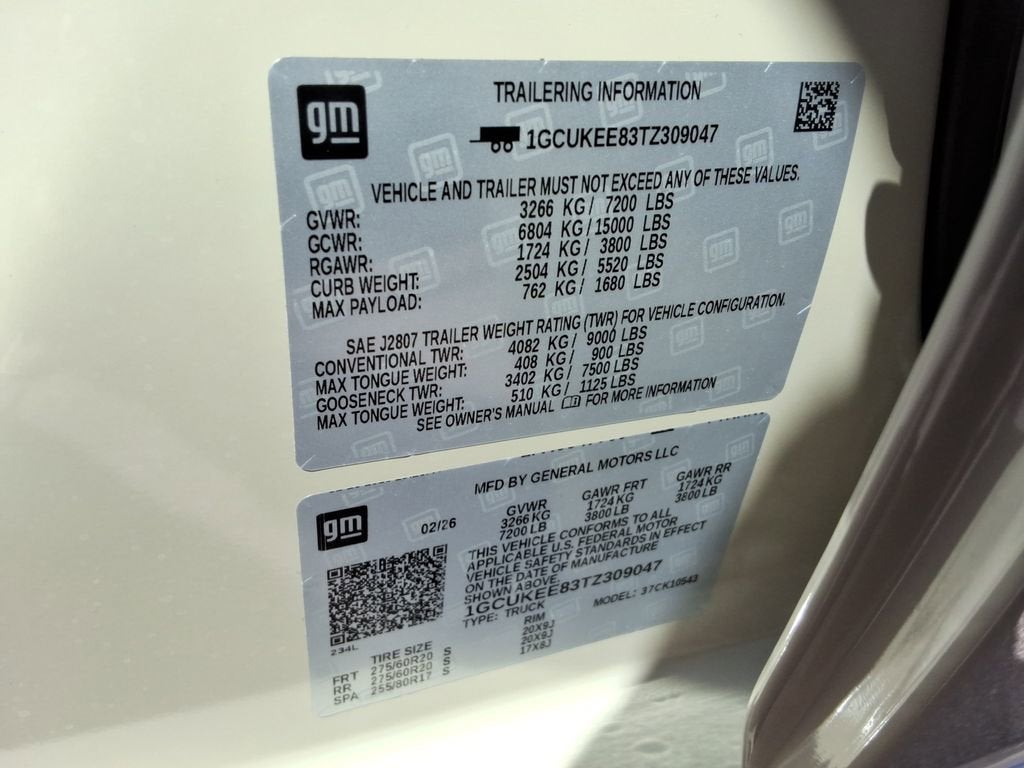 gm
TRAILERING INFORMATION
1GCUKEE83TZ309047
VEHICLE AND TRAILER MUST NOT EXCEED ANY OF THESE VALUES.
GVWR: 3266 KG / 7200 LBS
GCWR: 6804 KG / 15000 LBS
RGAWR: 1724 KG / 3800 LBS
CURB WEIGHT: 2504 KG / 5520 LBS
MAX PAYLOAD: 762 KG / 1680 LBS
SAE J2807 TRAILER WEIGHT RATING (TWR) FOR VEHICLE CONFIGURATION.
CONVENTIONAL TWR: 4082 KG / 9000 LBS
MAX TONGUE WEIGHT: 408 KG / 900 LBS
GOOSENECK TWR: 3402 KG / 7500 LBS
MAX TONGUE WEIGHT: 510 KG / 1125 LBS
SEE OWNER'S MANUAL FOR MORE INFORMATION
MFD BY GENERAL MOTORS LLC
gm
02/26
GVWR GAWR FRT GAWR RR
3266 KG 1724 KG 1724 KG
7200 LB 3800 LB 3800 LB
THIS VEHICLE CONFORMS TO ALL
APPLICABLE U.S. FEDERAL MOTOR
VEHICLE SAFETY STANDARDS IN EFFECT
ON THE DATE OF MANUFACTURE
SHOWN ABOVE.
1GCUKEE83TZ309047
TYPE: TRUCK MODEL: 37CK10543
234L
TIRE SIZE RIM
FRT 275/60R20 S 20X9J
RR 275/60R20 S 20X9J
SPA 255/80R17 S 17X8J